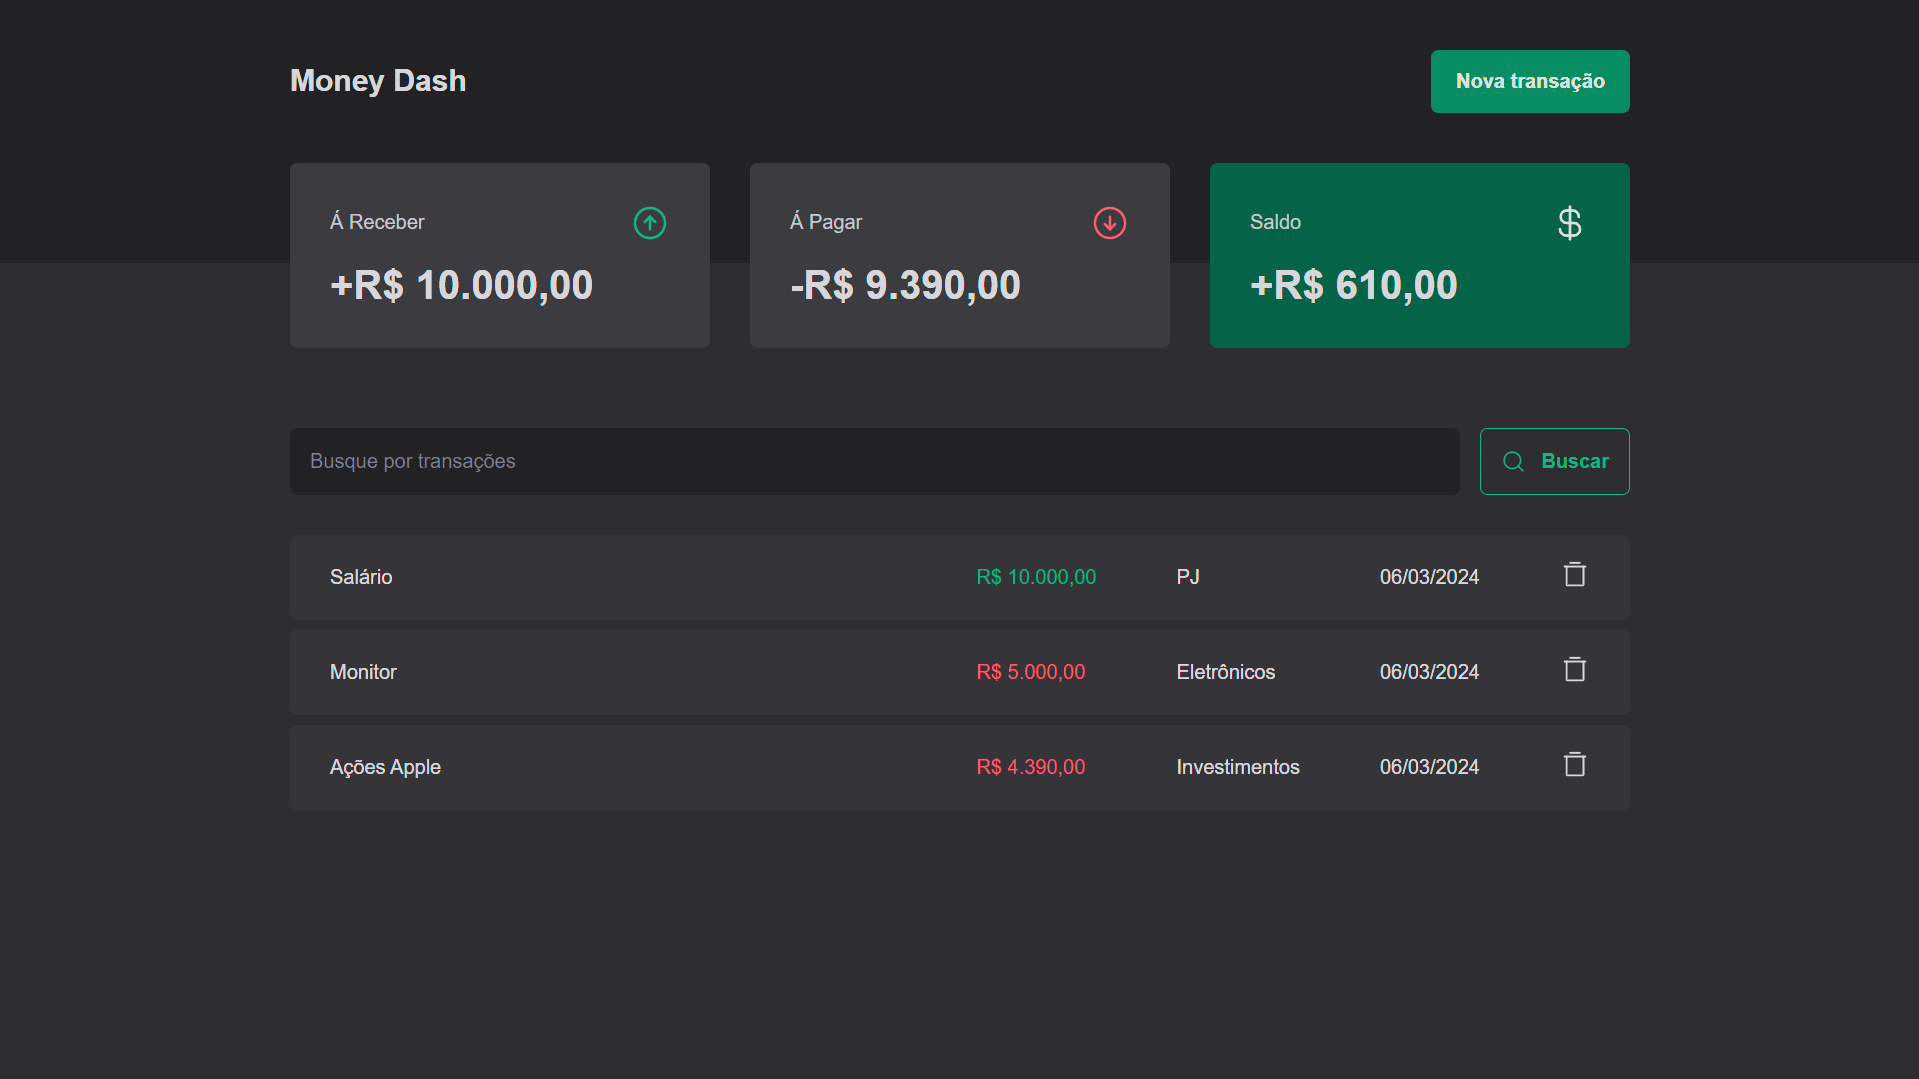 Money Dash
Nova transação
Á Receber
+R$ 10.000,00
Á Pagar
-R$ 9.390,00
Saldo
+R$ 610,00
Busque por transações
Buscar
Salário R$ 10.000,00 PJ 06/03/2024
Monitor R$ 5.000,00 Eletrônicos 06/03/2024
Ações Apple R$ 4.390,00 Investimentos 06/03/2024